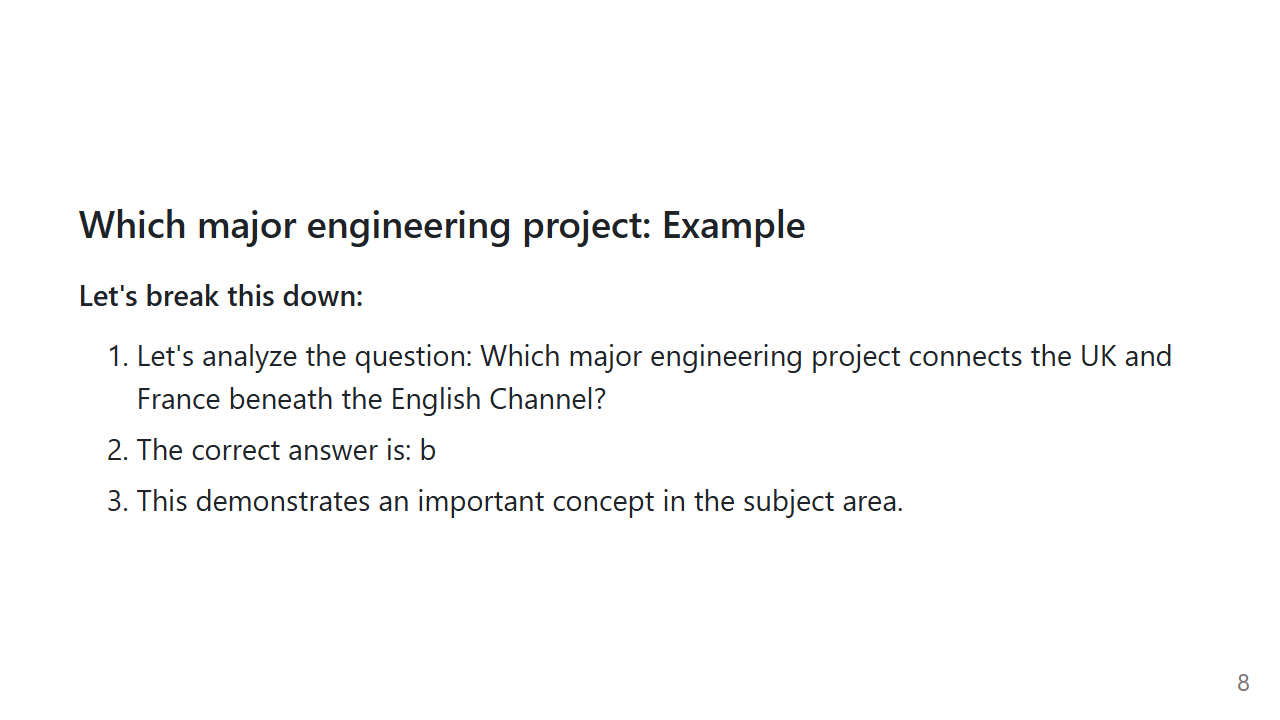 Which major engineering project: Example
Let's break this down:
1. Let's analyze the question: Which major engineering project connects the UK and
France beneath the English Channel?
2. The correct answer is: b
3. This demonstrates an important concept in the subject area.
8